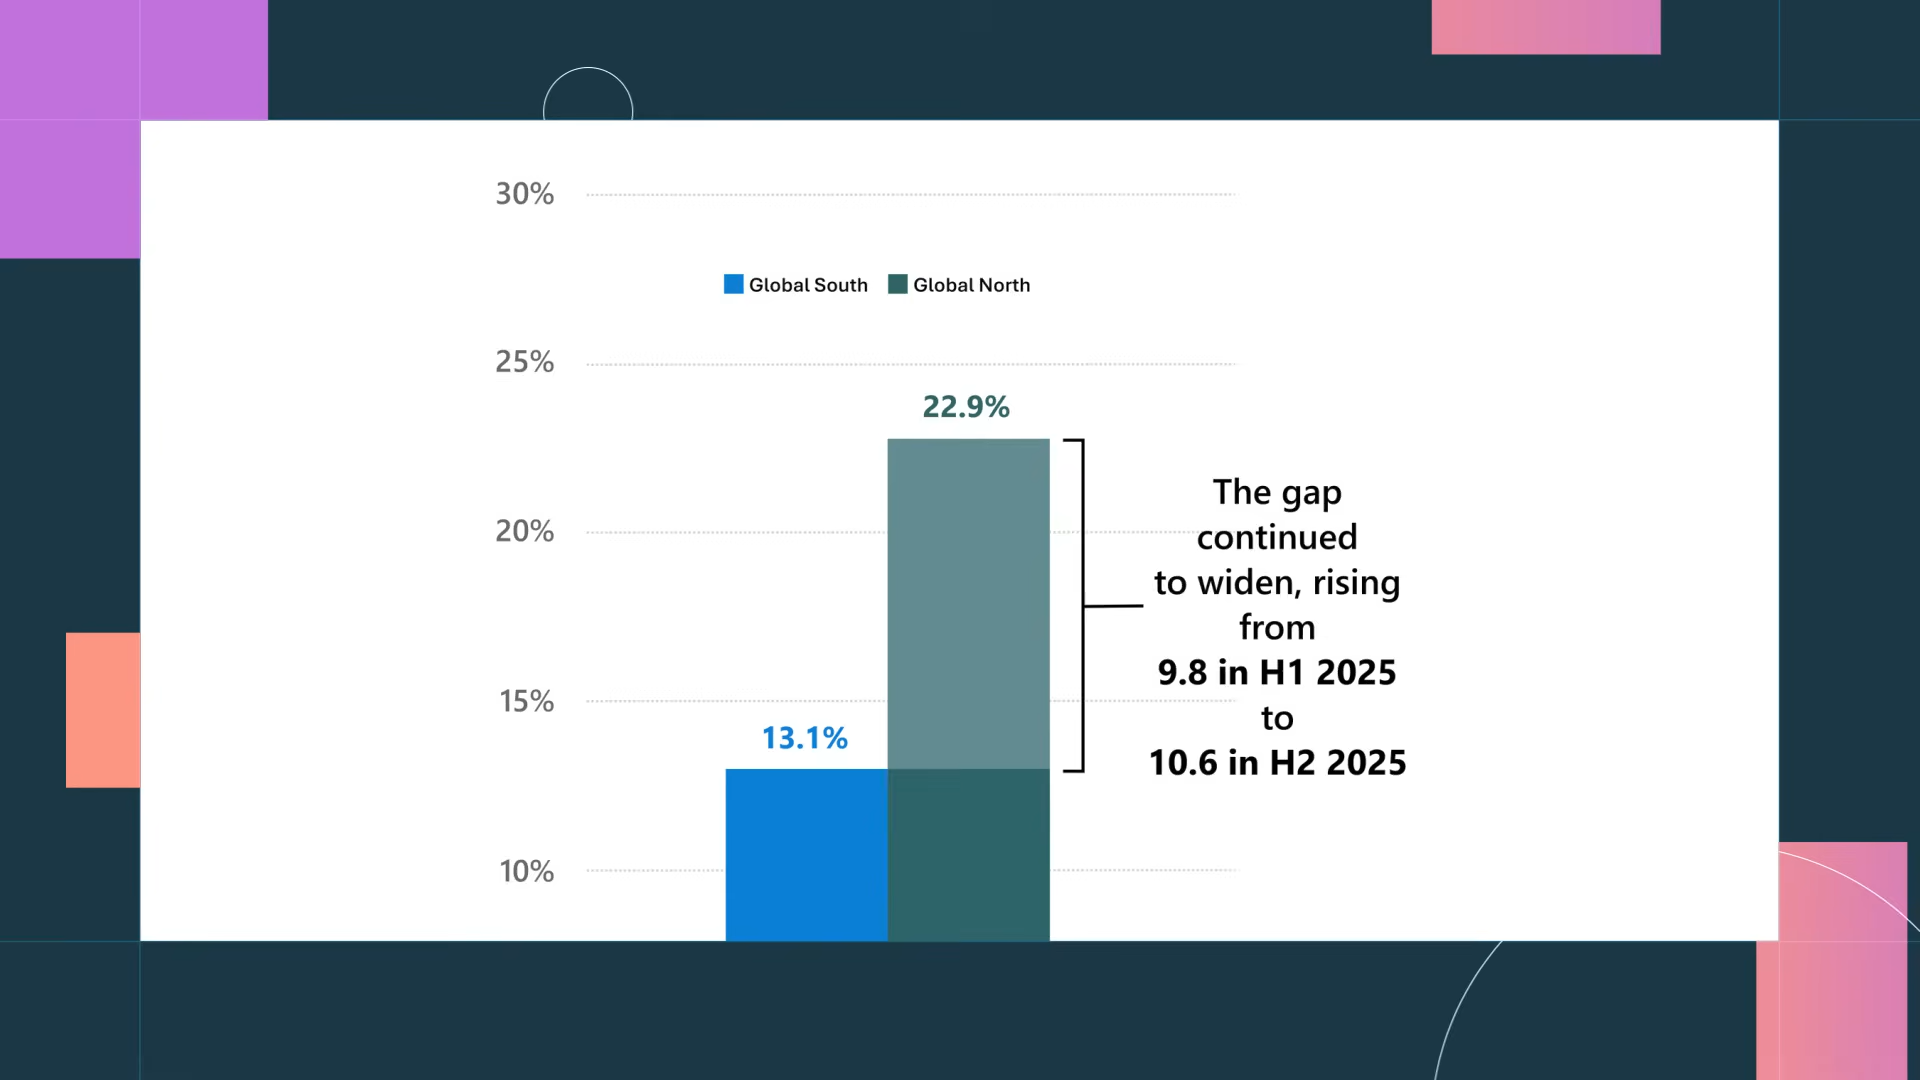 30%
Global South
Global North
25%
22.9%
20%
15%
13.1%
10%
The gap
continued
to widen, rising
from
9.8 in H1 2025
to
10.6 in H2 2025